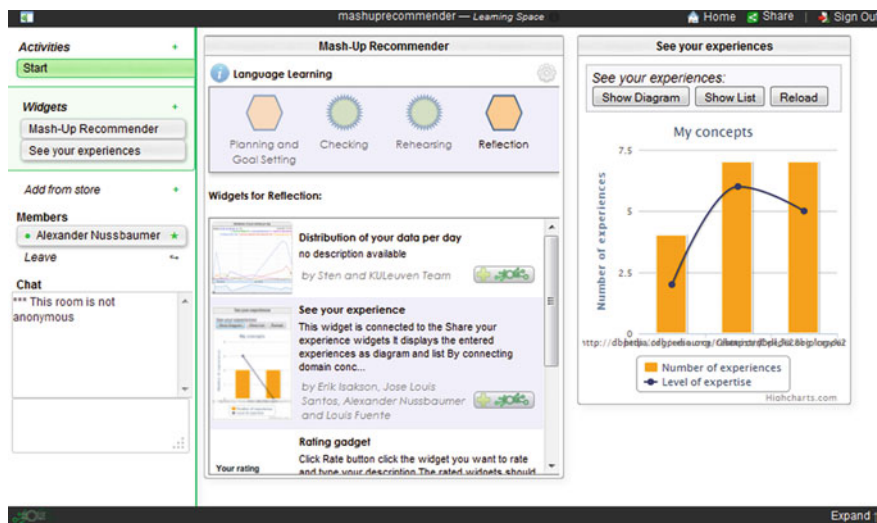 mashuprecommender — Learning Space
Home Share | Sign Out
Activities +
Start
Widgets +
Mash-Up Recommender
See your experiences
Add from store +
Members
Alexander Nussbaumer
Leave
Chat
*** This room is not
anonymous
Mash-Up Recommender
Language Learning
Planning and
Goal Setting
Checking
Rehearsing
Reflection
Widgets for Reflection:
Distribution of your data per day
no description available
by Sten and KULeuven Team
See your experience
This widget is connected to the Share your
experience widgets It displays the entered
experiences as diagram and list By connecting
domain conc...
by Erik Isakson, Jose Louis
Santos, Alexander Nussbaumer
and Louis Fuente
Rating gadget
Click Rate button click the widget you want to rate
and type your description The rated widgets should
Your rating
See your experiences
See your experiences:
Show Diagram Show List Reload
My concepts
Number of experiences
7.5
5
2.5
0
Number of experiences
Level of expertise
Highcharts.com
Expand